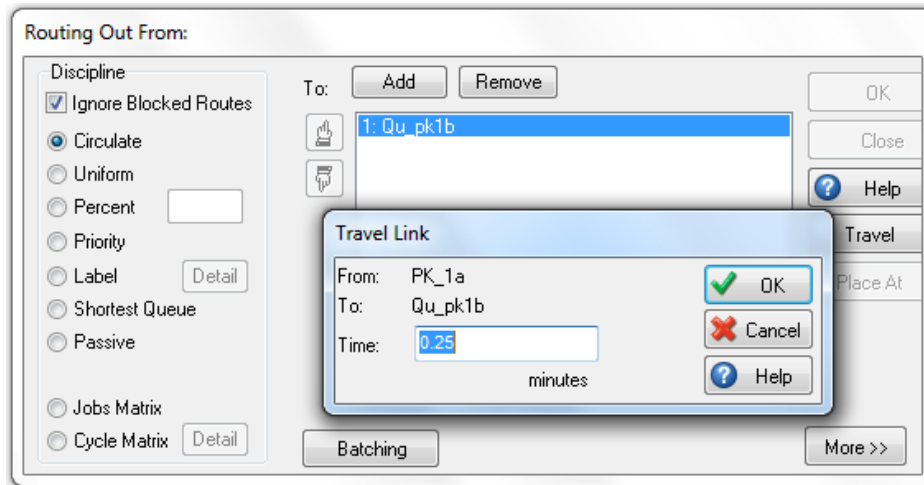 Routing Out From:
Discipline
Ignore Blocked Routes
Circulate
Uniform
Percent
Priority
Label
Detail
Shortest Queue
Passive
Jobs Matrix
Cycle Matrix
Detail
To:
Add
Remove
1: Qu_pk1b
OK
Close
Help
Travel
Place At
Travel Link
From: PK_1a
To: Qu_pk1b
Time: 0.25
minutes
OK
Cancel
Help
Batching
More >>